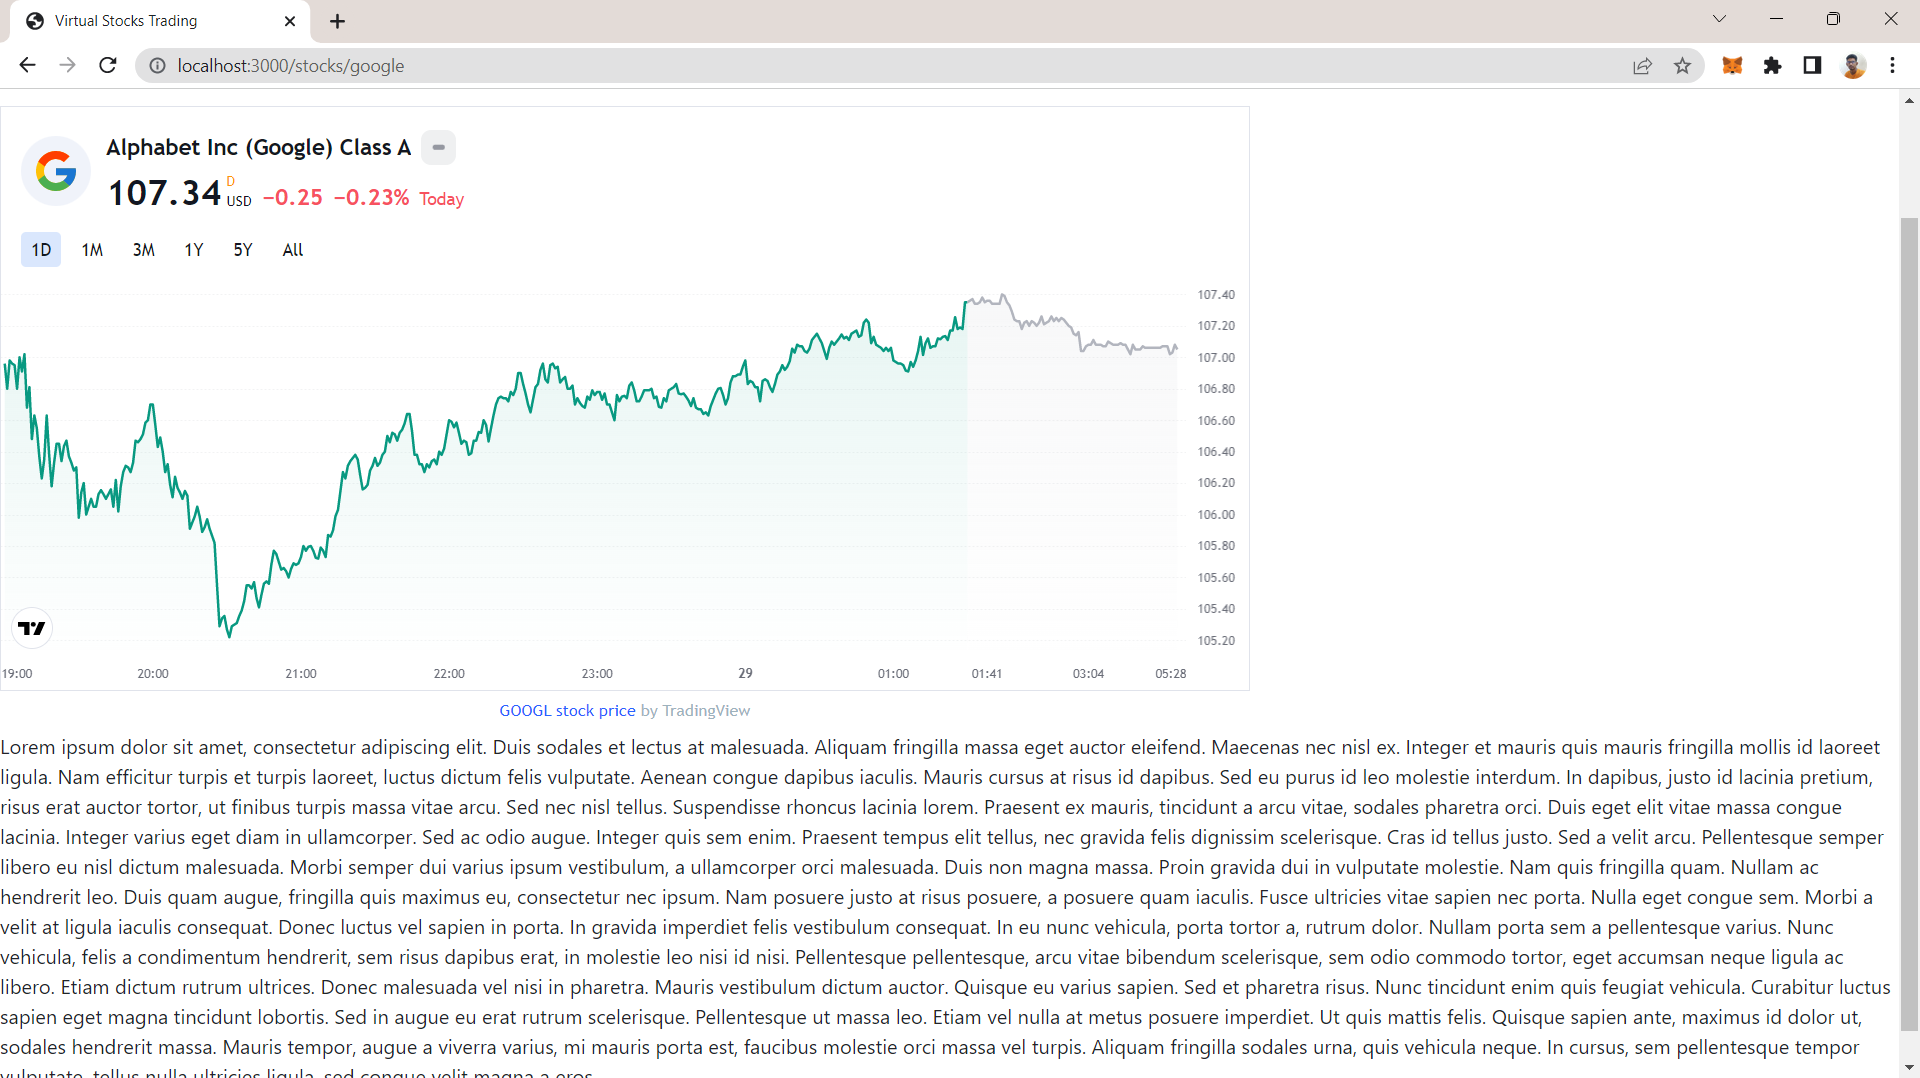 Virtual Stocks Trading
localhost:3000/stocks/google
Alphabet Inc (Google) Class A
107.34 D USD −0.25 −0.23% Today
1D 1M 3M 1Y 5Y All
107.40
107.20
107.00
106.80
106.60
106.40
106.20
106.00
105.80
105.60
105.40
105.20
19:00 20:00 21:00 22:00 23:00 29 01:00 01:41 03:04 05:28
GOOGL stock price by TradingView
Lorem ipsum dolor sit amet, consectetur adipiscing elit. Duis sodales et lectus at malesuada. Aliquam fringilla massa eget auctor eleifend. Maecenas nec nisl ex. Integer et mauris quis mauris fringilla mollis id laoreet
ligula. Nam efficitur turpis et turpis laoreet, luctus dictum felis vulputate. Aenean congue dapibus iaculis. Mauris cursus at risus id dapibus. Sed eu purus id leo molestie interdum. In dapibus, justo id lacinia pretium,
risus erat auctor tortor, ut finibus turpis massa vitae arcu. Sed nec nisl tellus. Suspendisse rhoncus lacinia lorem. Praesent ex mauris, tincidunt a arcu vitae, sodales pharetra orci. Duis eget elit vitae massa congue
lacinia. Integer varius eget diam in ullamcorper. Sed ac odio augue. Integer quis sem enim. Praesent tempus elit tellus, nec gravida felis dignissim scelerisque. Cras id tellus justo. Sed a velit arcu. Pellentesque semper
libero eu nisl dictum malesuada. Morbi semper dui varius ipsum vestibulum, a ullamcorper orci malesuada. Duis non magna massa. Proin gravida dui in vulputate molestie. Nam quis fringilla quam. Nullam ac
hendrerit leo. Duis quam augue, fringilla quis maximus eu, consectetur nec ipsum. Nam posuere justo at risus posuere, a posuere quam iaculis. Fusce ultricies vitae sapien nec porta. Nulla eget congue sem. Morbi a
velit at ligula iaculis consequat. Donec luctus vel sapien in porta. In gravida imperdiet felis vestibulum consequat. In eu nunc vehicula, porta tortor a, rutrum dolor. Nullam porta sem a pellentesque varius. Nunc
vehicula, felis a condimentum hendrerit, sem risus dapibus erat, in molestie leo nisi id nisi. Pellentesque pellentesque, arcu vitae bibendum scelerisque, sem odio commodo tortor, eget accumsan neque ligula ac
libero. Etiam dictum rutrum ultrices. Donec malesuada vel nisi in pharetra. Mauris vestibulum dictum auctor. Quisque eu varius sapien. Sed et pharetra risus. Nunc tincidunt enim quis feugiat vehicula. Curabitur luctus
sapien eget magna tincidunt lobortis. Sed in augue eu erat rutrum scelerisque. Pellentesque ut massa leo. Etiam vel nulla at metus posuere imperdiet. Ut quis mattis felis. Quisque sapien ante, maximus id dolor ut,
sodales hendrerit massa. Mauris tempor, augue a viverra varius, mi mauris porta est, faucibus molestie orci massa vel turpis. Aliquam fringilla sodales urna, quis vehicula neque. In cursus, sem pellentesque tempor
vulputate, tellus nulla ultricies ligula, sed congue velit magna a eros.